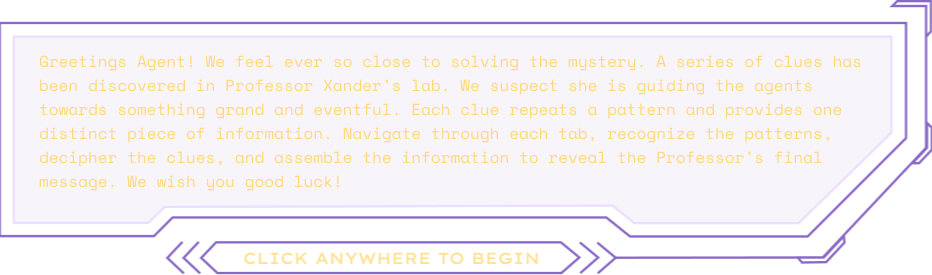 Greetings Agent! We feel ever so close to solving the mystery. A series of clues has
been discovered in Professor Xander's lab. We suspect she is guiding the agents
towards something grand and eventful. Each clue repeats a pattern and provides one
distinct piece of information. Navigate through each tab, recognize the patterns,
decipher the clues, and assemble the information to reveal the Professor's final
message. We wish you good luck!
CLICK ANYWHERE TO BEGIN